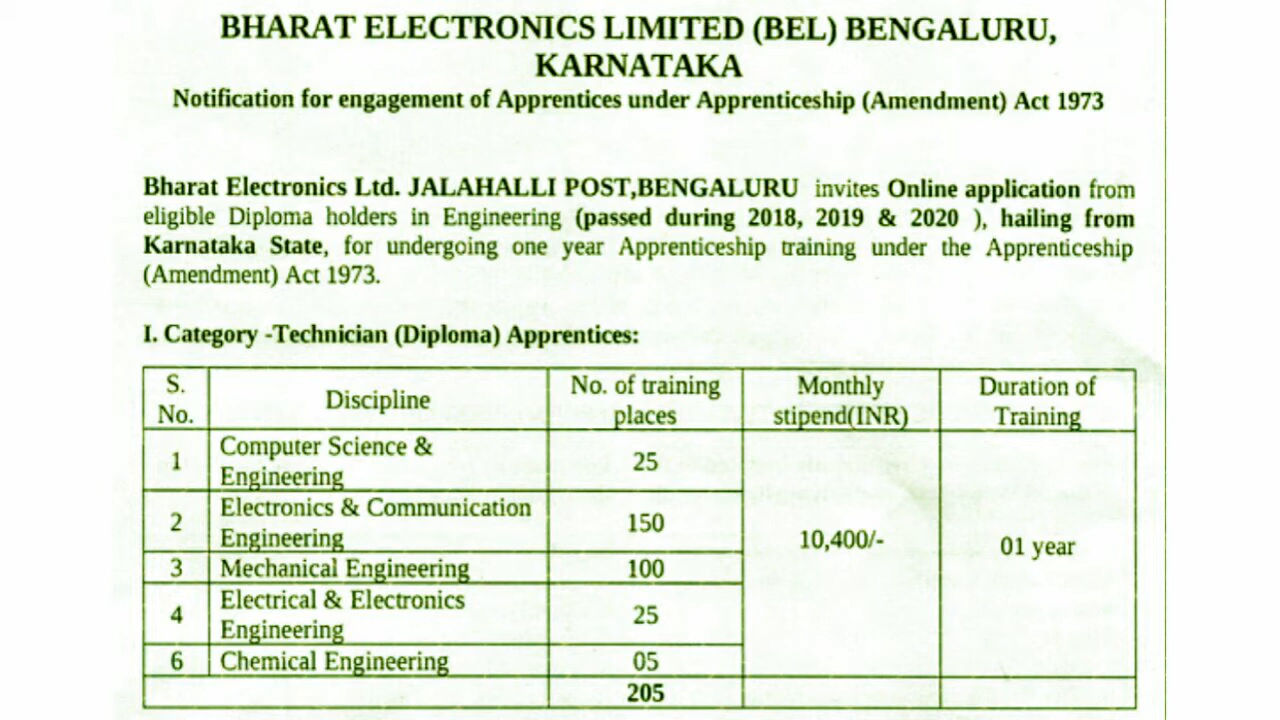 BHARAT ELECTRONICS LIMITED (BEL) BENGALURU,
KARNATAKA
Notification for engagement of Apprentices under Apprenticeship (Amendment) Act 1973
Bharat Electronics Ltd. JALAHALLI POST,BENGALURU invites Online application from
eligible Diploma holders in Engineering (passed during 2018, 2019 & 2020 ), hailing from
Karnataka State, for undergoing one year Apprenticeship training under the Apprenticeship
(Amendment) Act 1973.
I. Category -Technician (Diploma) Apprentices:
S. No. Discipline No. of training places Monthly stipend(INR) Duration of Training
1 Computer Science & Engineering 25
2 Electronics & Communication Engineering 150
3 Mechanical Engineering 100
4 Electrical & Electronics Engineering 25
6 Chemical Engineering 05
10,400/- 01 year
205